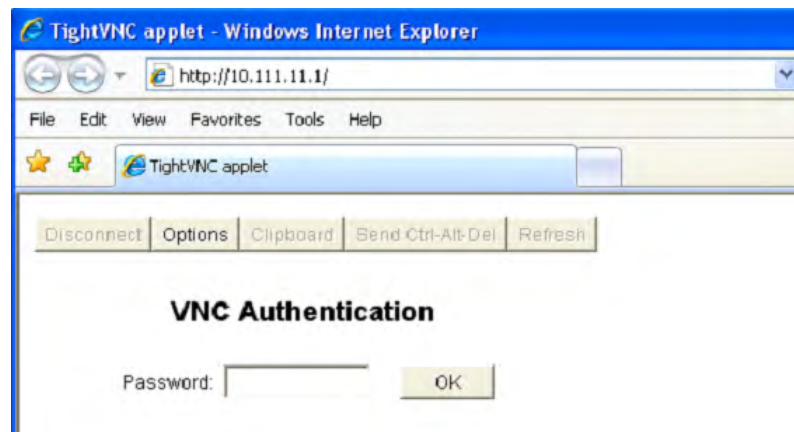 TightVNC applet - Windows Internet Explorer
http://10.111.11.1/
File Edit View Favorites Tools Help
TightVNC applet
Disconnect Options Clipboard Send Ctrl-Alt-Del Refresh
VNC Authentication
Password: OK